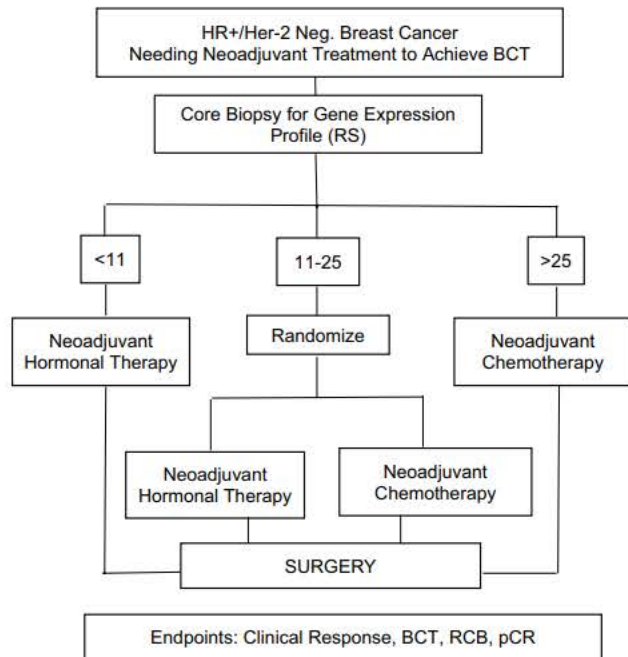 HR+/Her-2 Neg. Breast Cancer
Needing Neoadjuvant Treatment to Achieve BCT
Core Biopsy for Gene Expression
Profile (RS)
<11
11-25
>25
Neoadjuvant
Hormonal Therapy
Randomize
Neoadjuvant
Chemotherapy
Neoadjuvant
Hormonal Therapy
Neoadjuvant
Chemotherapy
SURGERY
Endpoints: Clinical Response, BCT, RCB, pCR